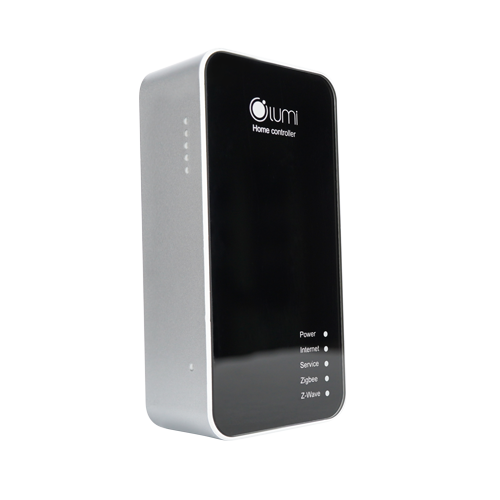 Lumi
Home controller
Power
Internet
Service
Zigbee
Z-Wave